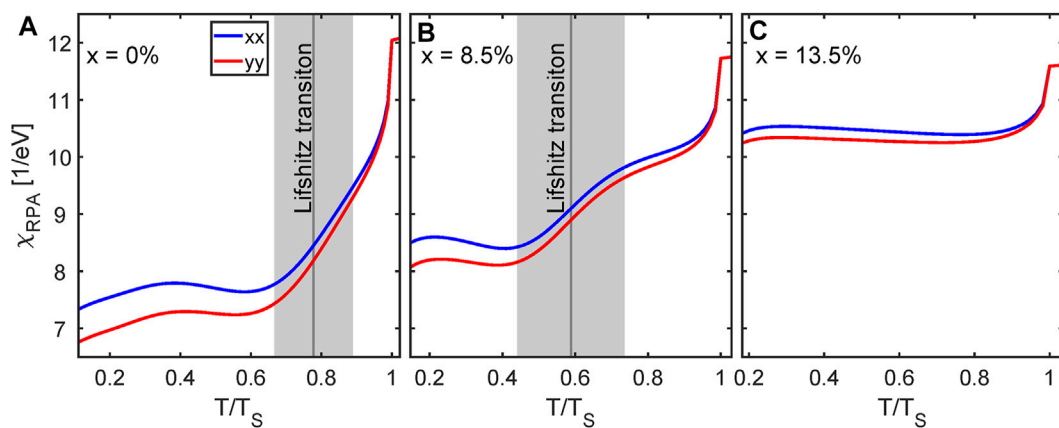 A
x = 0%
xx
yy
Lifshitz transiton
B
x = 8.5%
Lifshitz transiton
C
x = 13.5%
12
11
10
9
8
7
χRPA [1/eV]
0.2 0.4 0.6 0.8 1
0.2 0.4 0.6 0.8 1
0.2 0.4 0.6 0.8 1
T/TS
T/TS
T/TS